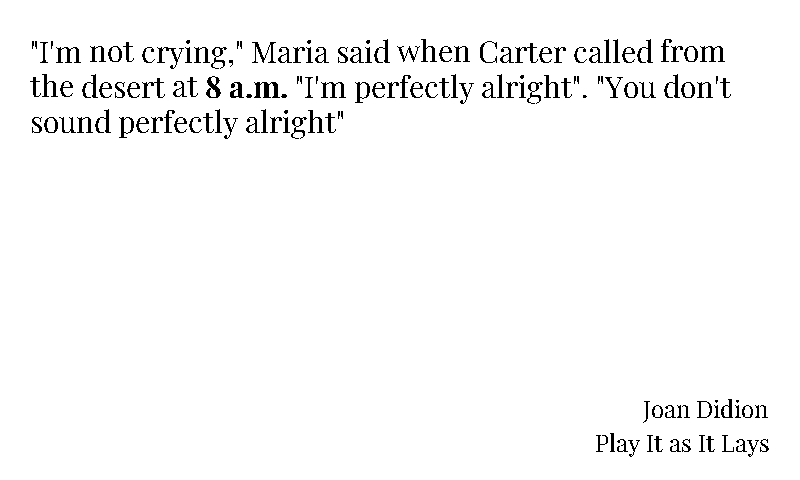 "I'm not crying," Maria said when Carter called from
the desert at 8 a.m. "I'm perfectly alright". "You don't
sound perfectly alright"
Joan Didion
Play It as It Lays